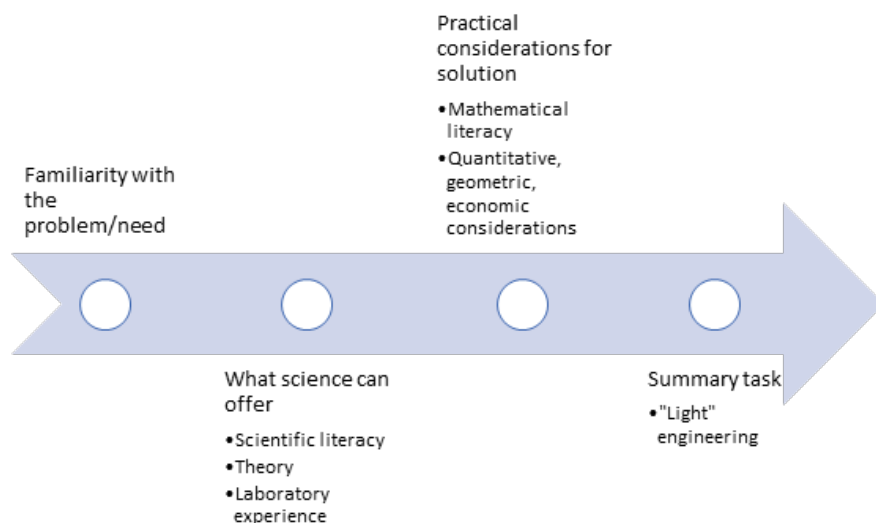 Familiarity with
the
problem/need
What science can
offer
•Scientific literacy
•Theory
•Laboratory
experience
Practical
considerations for
solution
•Mathematical
literacy
•Quantitative,
geometric,
economic
considerations
Summary task
•"Light"
engineering